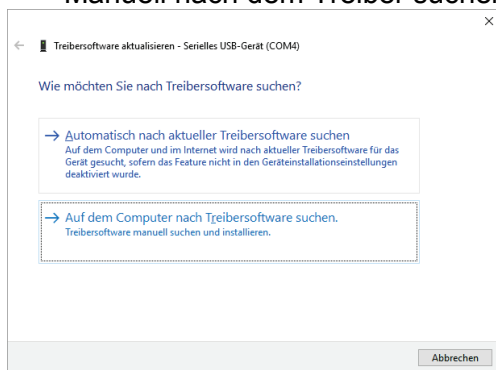 Manuell nach dem Treiber suchen
Treibersoftware aktualisieren - Serielles USB-Gerät (COM4)
Wie möchten Sie nach Treibersoftware suchen?
Automatisch nach aktueller Treibersoftware suchen
Auf dem Computer und im Internet wird nach aktueller Treibersoftware für das
Gerät gesucht, sofern das Feature nicht in den Geräteinstallationseinstellungen
deaktiviert wurde.
Auf dem Computer nach Treibersoftware suchen.
Treibersoftware manuell suchen und installieren.
Abbrechen